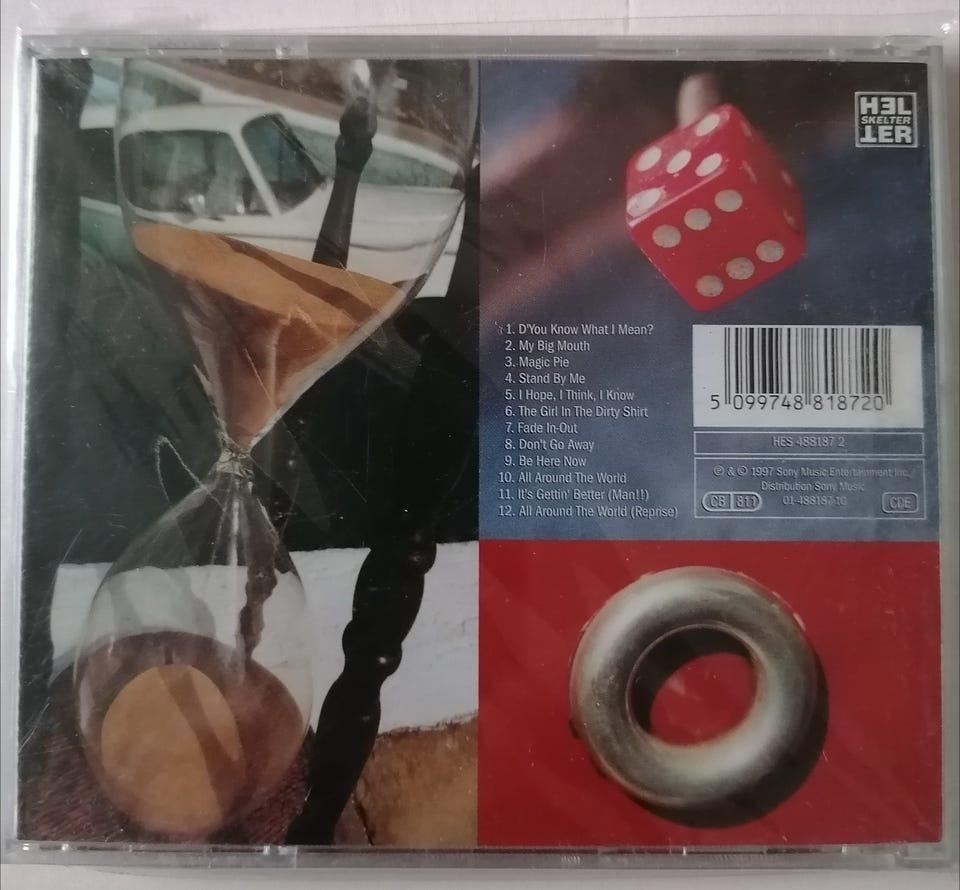 HEL
SKELTER
TER
1. D'You Know What I Mean?
2. My Big Mouth
3. Magic Pie
4. Stand By Me
5. I Hope, I Think, I Know
6. The Girl In The Dirty Shirt
7. Fade In-Out
8. Don't Go Away
9. Be Here Now
10. All Around The World
11. It's Gettin' Better (Man!!)
12. All Around The World (Reprise)
5 099748 818720
HES 488187 2
℗ & © 1997 Sony Music Entertainment Inc./
Distribution Sony Music
CB 811 01-488187-10 CDE